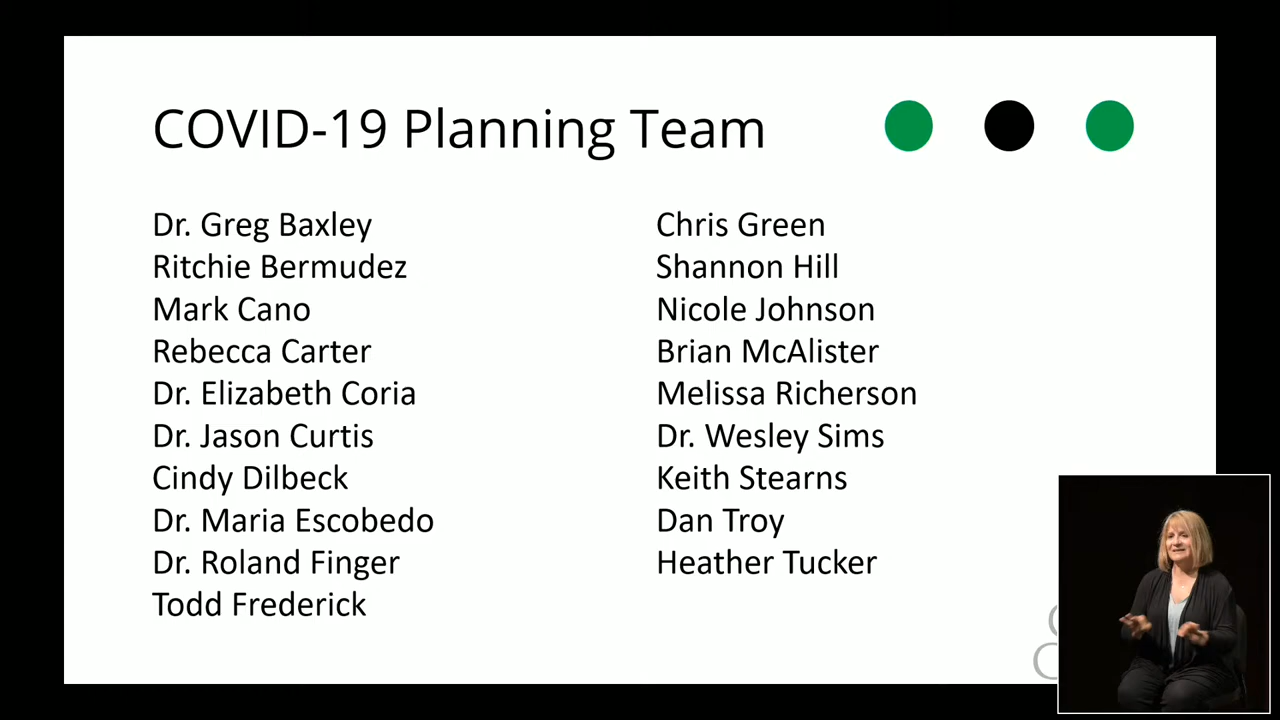 COVID-19 Planning Team
Dr. Greg Baxley
Ritchie Bermudez
Mark Cano
Rebecca Carter
Dr. Elizabeth Coria
Dr. Jason Curtis
Cindy Dilbeck
Dr. Maria Escobedo
Dr. Roland Finger
Todd Frederick
Chris Green
Shannon Hill
Nicole Johnson
Brian McAlister
Melissa Richerson
Dr. Wesley Sims
Keith Stearns
Dan Troy
Heather Tucker